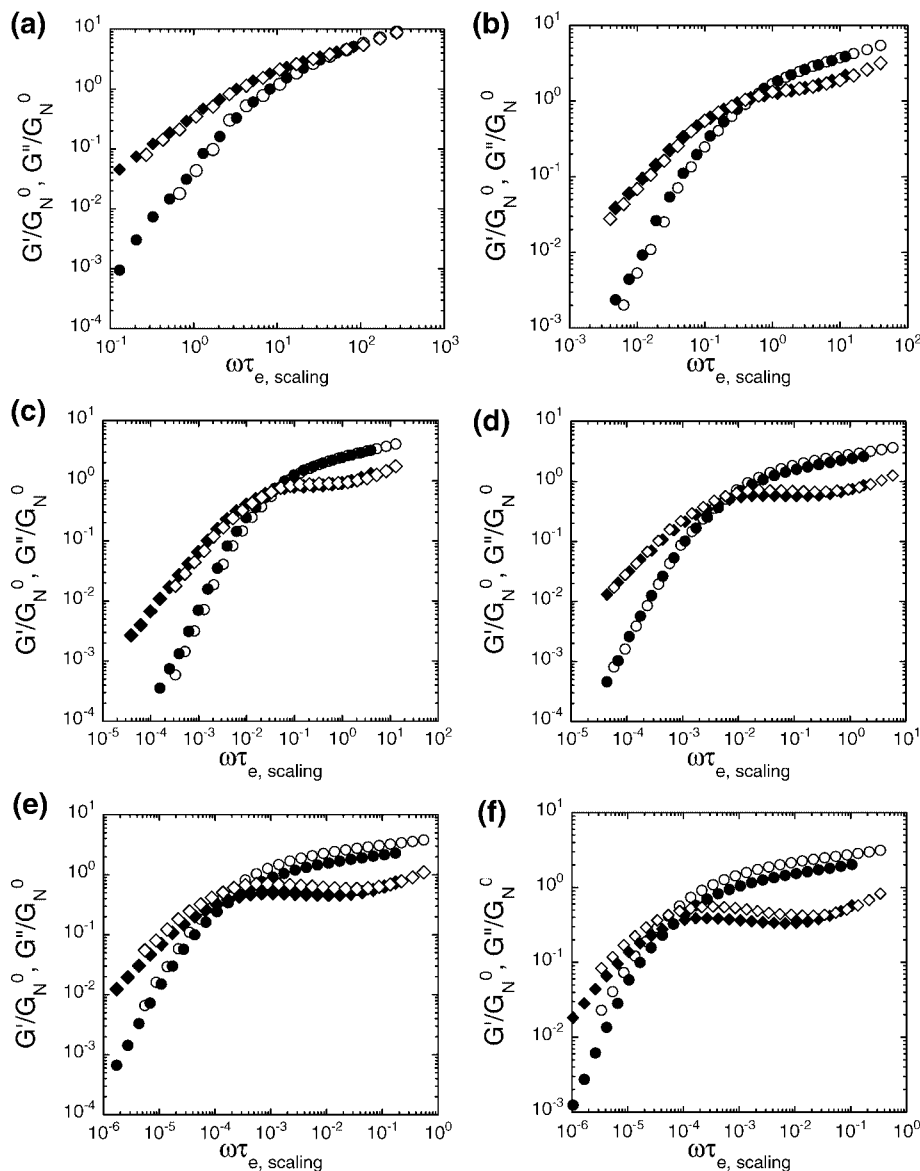 (a)
G'/G_N^0, G''/G_N^0
10^1
10^0
10^-1
10^-2
10^-3
10^-4
10^-1 10^0 10^1 10^2 10^3
ωτ_e, scaling
(b)
G'/G_N^0, G''/G_N^0
10^1
10^0
10^-1
10^-2
10^-3
10^-3 10^-2 10^-1 10^0 10^1 10^2
ωτ_e, scaling
(c)
G'/G_N^0, G''/G_N^0
10^1
10^0
10^-1
10^-2
10^-3
10^-4
10^-5 10^-4 10^-3 10^-2 10^-1 10^0 10^1 10^2
ωτ_e, scaling
(d)
G'/G_N^0, G''/G_N^0
10^1
10^0
10^-1
10^-2
10^-3
10^-4
10^-5 10^-4 10^-3 10^-2 10^-1 10^0 10^1
ωτ_e, scaling
(e)
G'/G_N^0, G''/G_N^0
10^1
10^0
10^-1
10^-2
10^-3
10^-4
10^-6 10^-5 10^-4 10^-3 10^-2 10^-1 10^0
ωτ_e, scaling
(f)
G'/G_N^0, G''/G_N^0
10^1
10^0
10^-1
10^-2
10^-3
10^-6 10^-5 10^-4 10^-3 10^-2 10^-1 10^0
ωτ_e, scaling